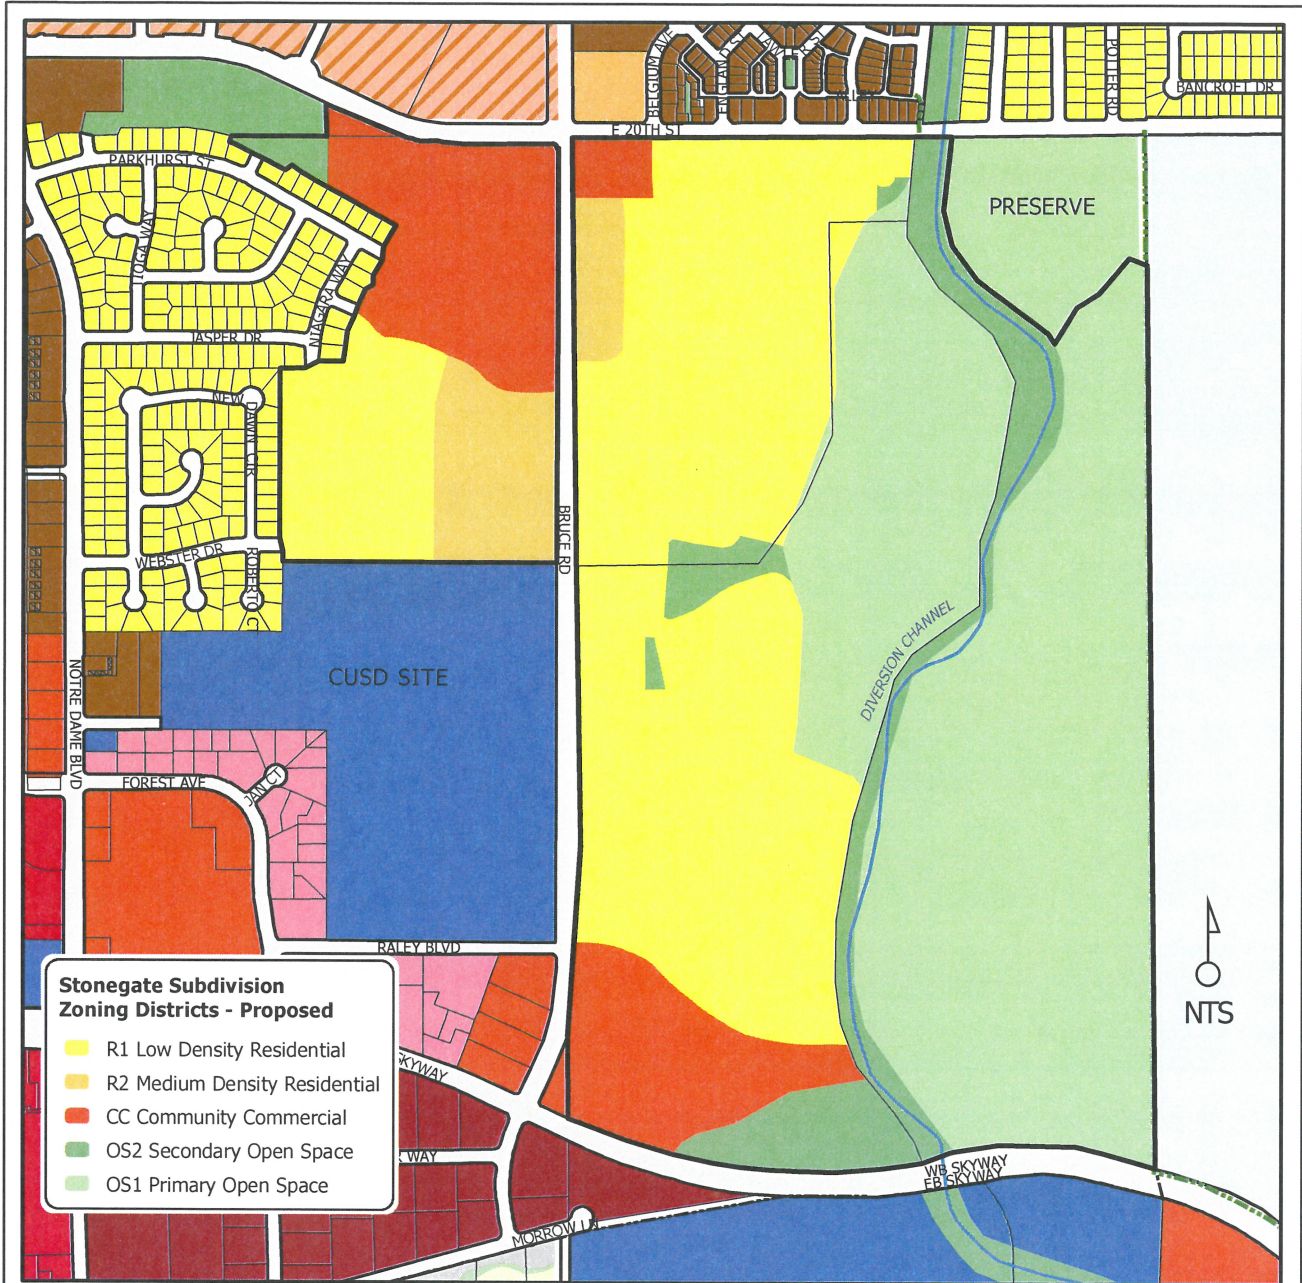 BELGIUM AVE
ENGLAND ST
E 20TH ST
POTTER RD
BANCROFT DR
PARKHURST ST
TIOGA WAY
NIAGARA WAY
JASPER DR
PRESERVE
NEW DAWN CIR
WEBSTER DR
ROBERTO CT
BRUCE RD
CUSD SITE
DIVERSION CHANNEL
NOTRE DAME BLVD
FOREST AVE
JAN CT
RALEY BLVD
NTS
Stonegate Subdivision
Zoning Districts - Proposed
R1 Low Density Residential
R2 Medium Density Residential
CC Community Commercial
OS2 Secondary Open Space
OS1 Primary Open Space
SKYWAY
WAY
WB SKYWAY
EB SKYWAY
MORROW LN